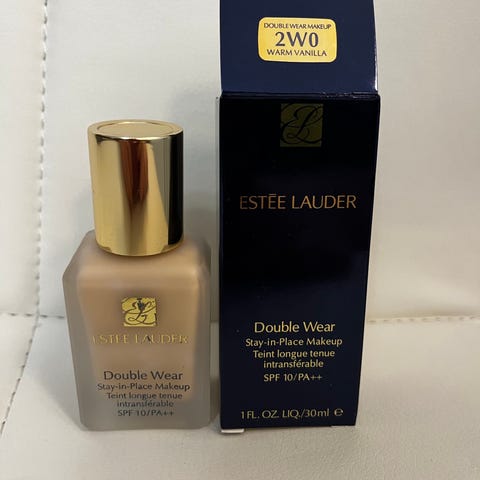 DOUBLE WEAR MAKEUP
2W0
WARM VANILLA
EL
ESTĒE LAUDER
Double Wear
Stay-in-Place Makeup
Teint longue tenue
intransférable
SPF 10/PA++
1 FL. OZ. LIQ./30ml e
EL
ESTĒE LAUDER
Double Wear
Stay-in-Place Makeup
Teint longue tenue
intransférable
SPF 10/PA++